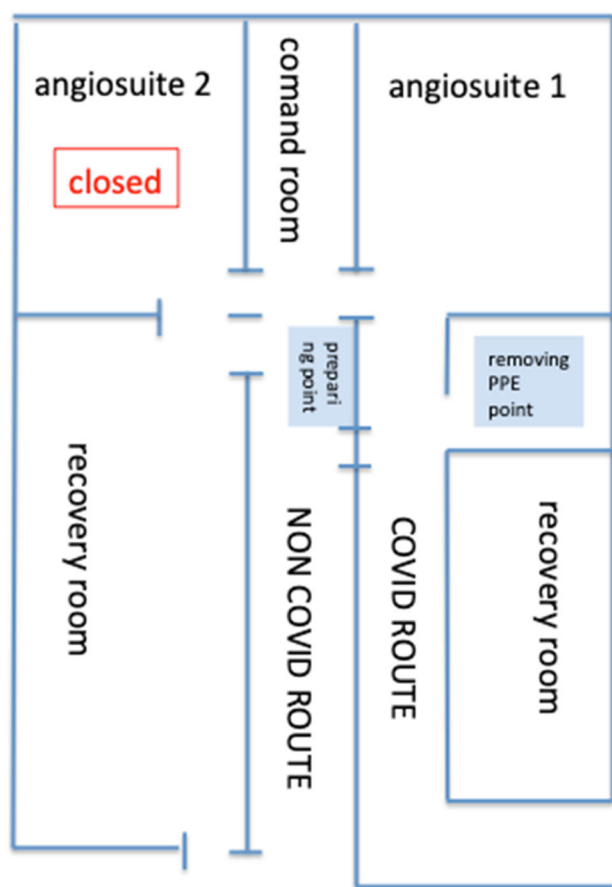 angiosuite 2
comand room
angiosuite 1
closed
prepari
ng point
removing
PPE
point
recovery room
NON COVID ROUTE
COVID ROUTE
recovery room